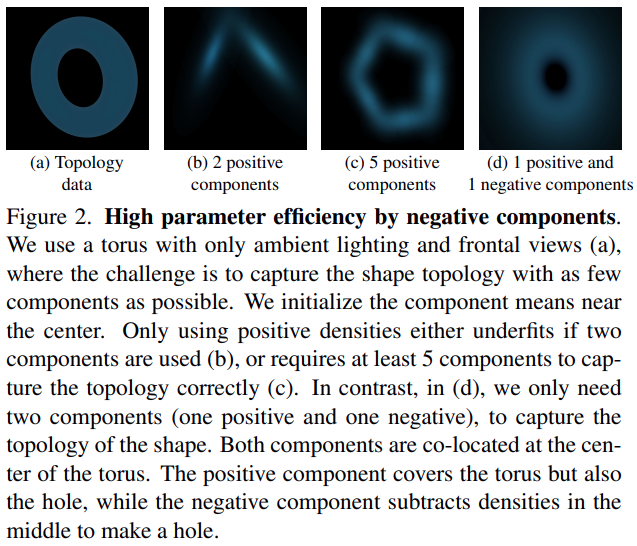 (a) Topology data
(b) 2 positive components
(c) 5 positive components
(d) 1 positive and 1 negative components
Figure 2. High parameter efficiency by negative components.
We use a torus with only ambient lighting and frontal views (a),
where the challenge is to capture the shape topology with as few
components as possible. We initialize the component means near
the center. Only using positive densities either underfits if two
components are used (b), or requires at least 5 components to cap-
ture the topology correctly (c). In contrast, in (d), we only need
two components (one positive and one negative), to capture the
topology of the shape. Both components are co-located at the cen-
ter of the torus. The positive component covers the torus but also
the hole, while the negative component subtracts densities in the
middle to make a hole.